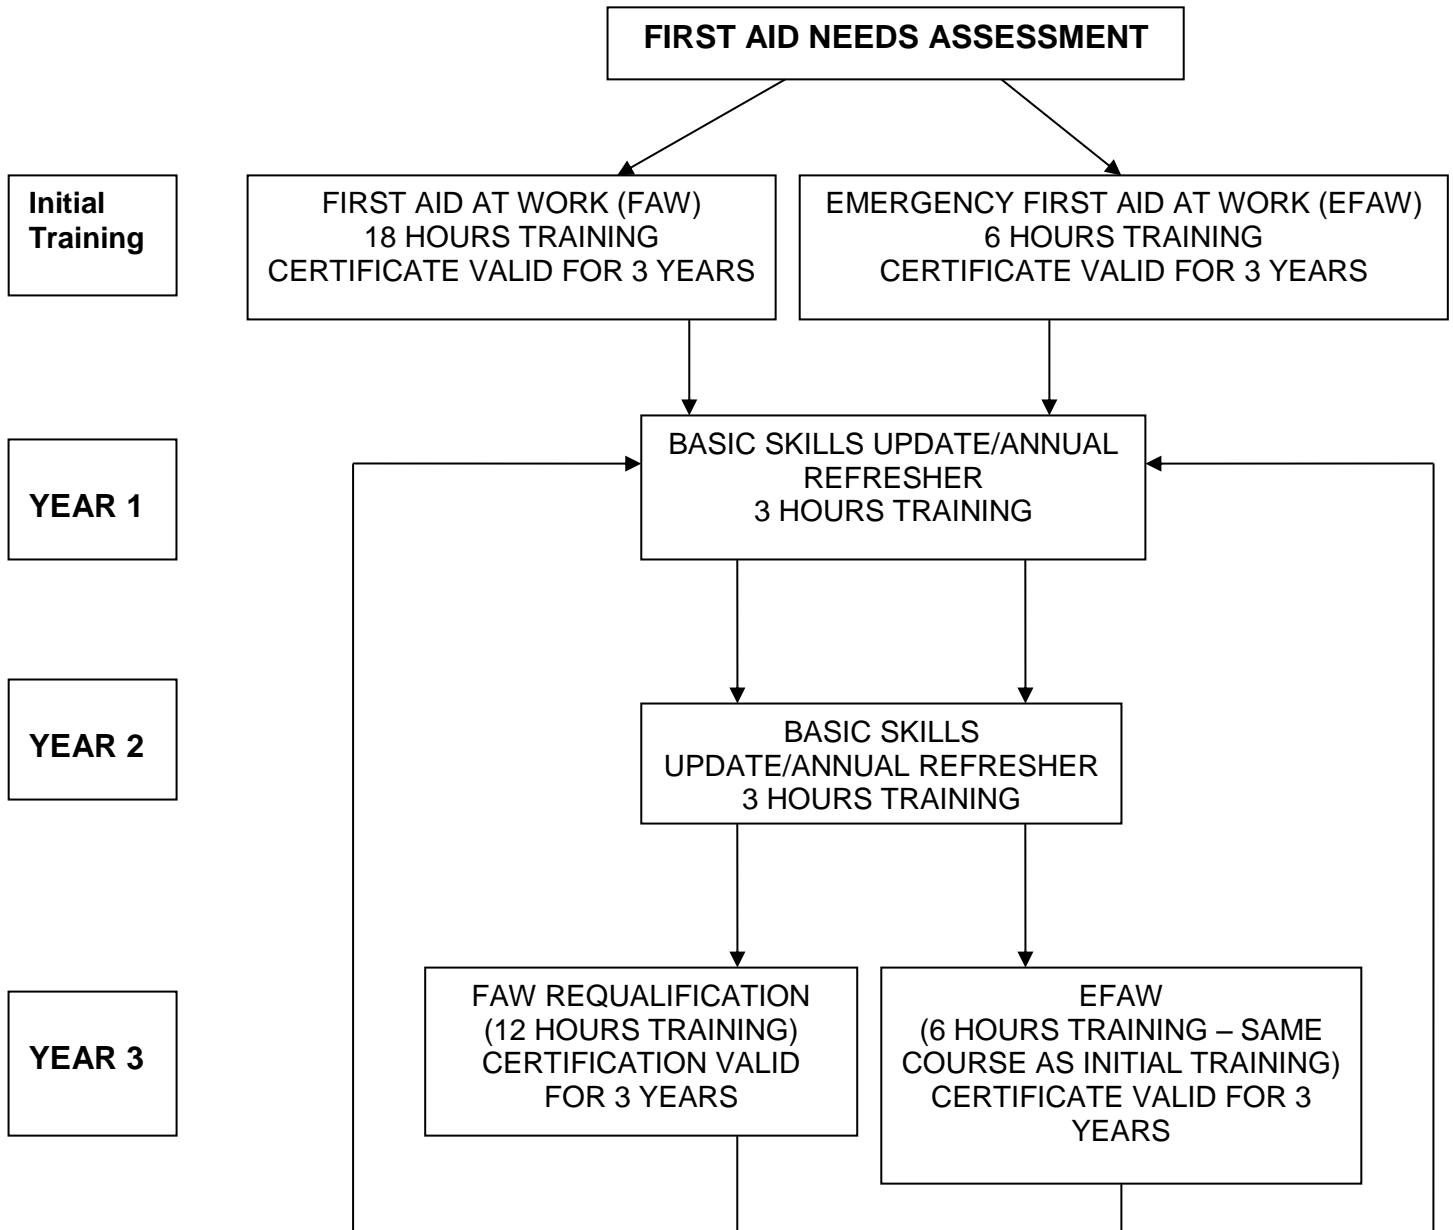 FIRST AID NEEDS ASSESSMENT
Initial
Training
FIRST AID AT WORK (FAW)
18 HOURS TRAINING
CERTIFICATE VALID FOR 3 YEARS
EMERGENCY FIRST AID AT WORK (EFAW)
6 HOURS TRAINING
CERTIFICATE VALID FOR 3 YEARS
YEAR 1
BASIC SKILLS UPDATE/ANNUAL
REFRESHER
3 HOURS TRAINING
YEAR 2
BASIC SKILLS
UPDATE/ANNUAL REFRESHER
3 HOURS TRAINING
YEAR 3
FAW REQUALIFICATION
(12 HOURS TRAINING)
CERTIFICATION VALID
FOR 3 YEARS
EFAW
(6 HOURS TRAINING – SAME
COURSE AS INITIAL TRAINING)
CERTIFICATE VALID FOR 3
YEARS